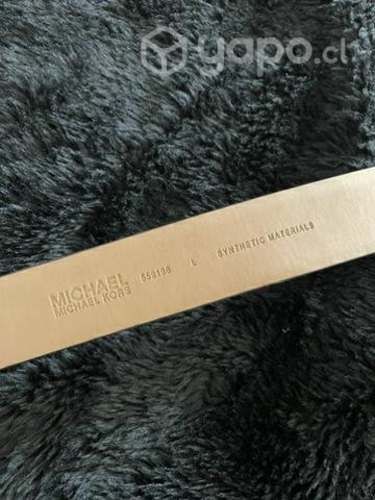 yapo.cl
MICHAEL
MICHAEL KORS
L
SYNTHETIC MATERIALS